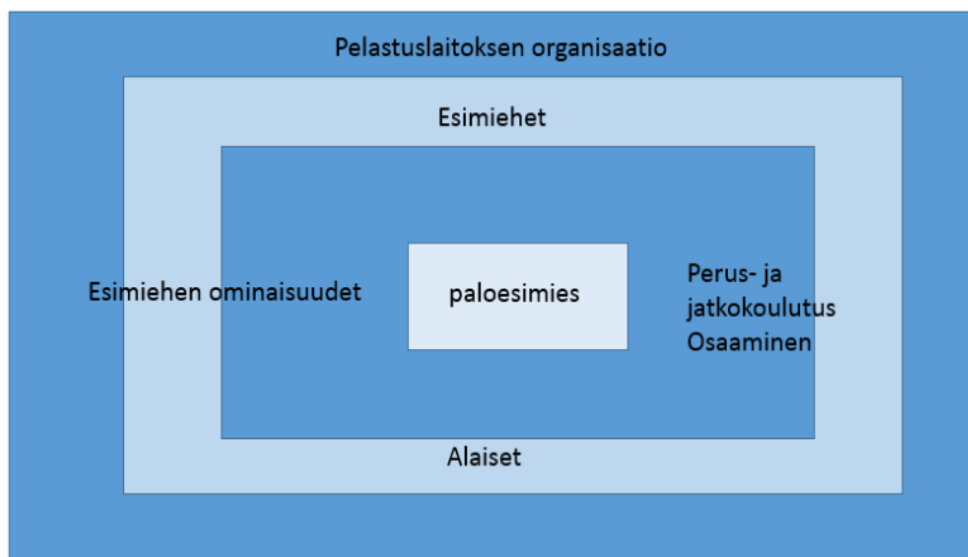 Pelastuslaitoksen organisaatio
Esimiehet
Esimiehen ominaisuudet
paloesimies
Perus- ja
jatkokoulutus
Osaaminen
Alaiset